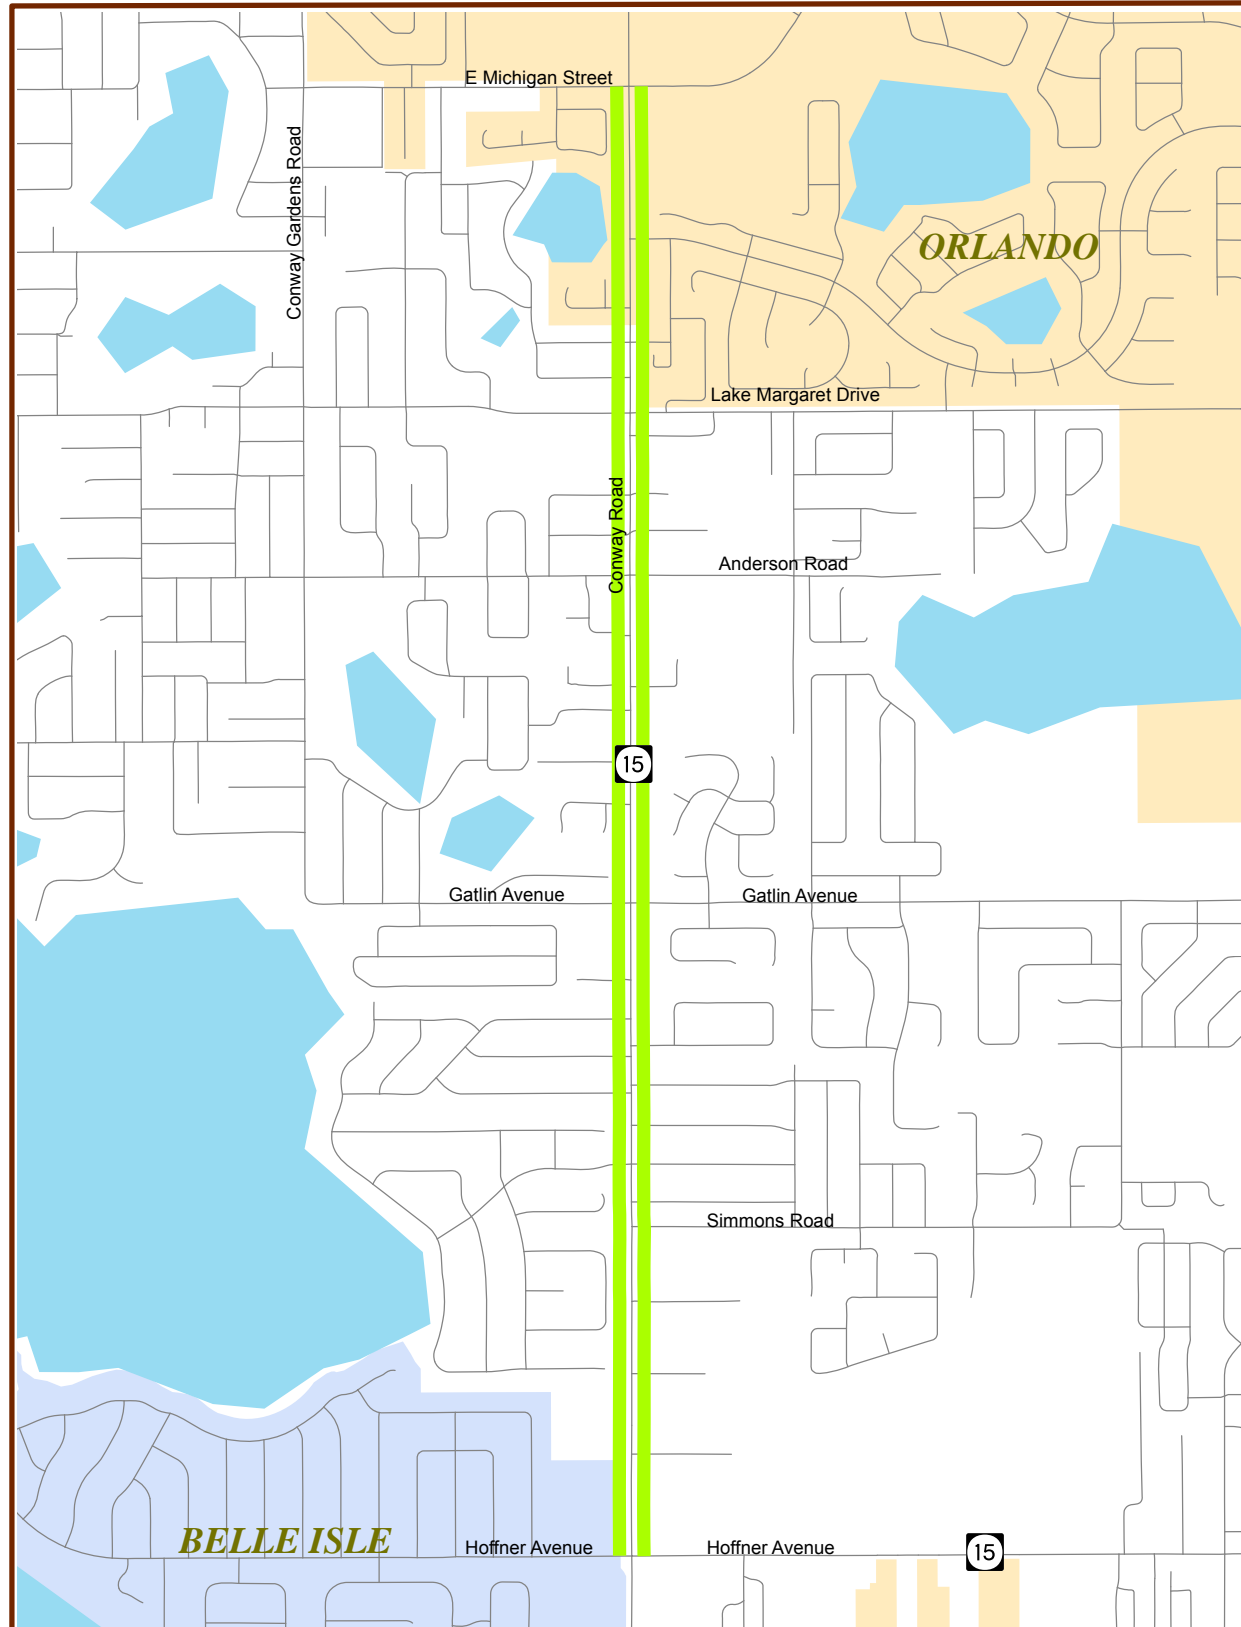 E Michigan Street
Conway Gardens Road
ORLANDO
Lake Margaret Drive
Conway Road
Anderson Road
15
Gatlin Avenue
Gatlin Avenue
Simmons Road
BELLE ISLE
Hoffner Avenue
Hoffner Avenue
15